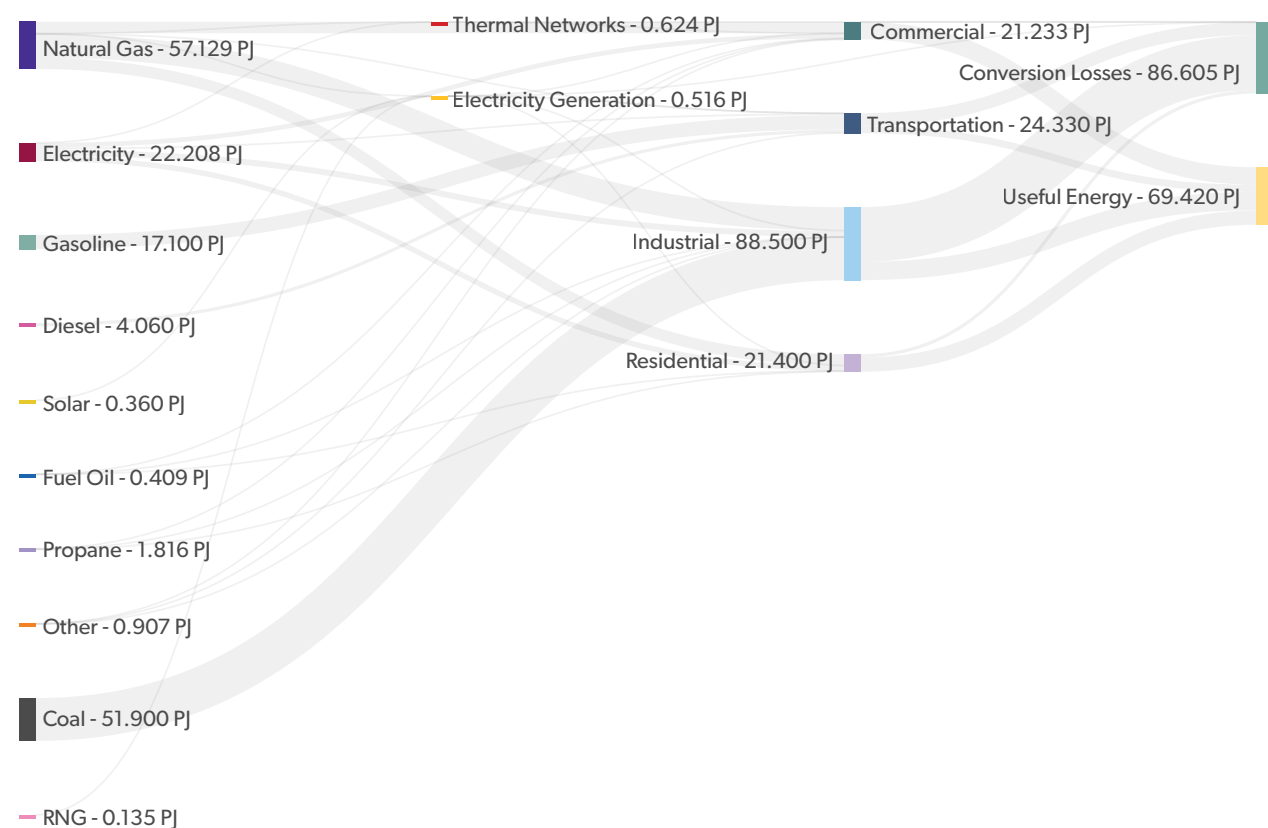 Natural Gas - 57.129 PJ
Electricity - 22.208 PJ
Gasoline - 17.100 PJ
Diesel - 4.060 PJ
Solar - 0.360 PJ
Fuel Oil - 0.409 PJ
Propane - 1.816 PJ
Other - 0.907 PJ
Coal - 51.900 PJ
RNG - 0.135 PJ
Thermal Networks - 0.624 PJ
Electricity Generation - 0.516 PJ
Commercial - 21.233 PJ
Transportation - 24.330 PJ
Industrial - 88.500 PJ
Residential - 21.400 PJ
Conversion Losses - 86.605 PJ
Useful Energy - 69.420 PJ